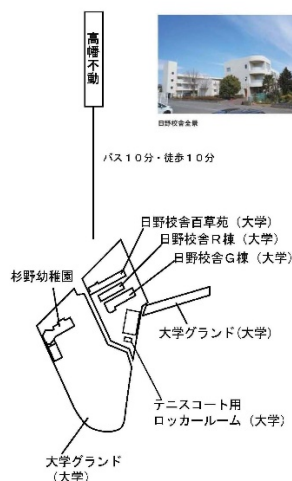 高幡不動
日野校舎全景
バス10分・徒歩10分
日野校舎百草苑(大学)
日野校舎R棟(大学)
日野校舎G棟(大学)
杉野幼稚園
大学グランド(大学)
テニスコート用
ロッカールーム(大学)
大学グランド
(大学)